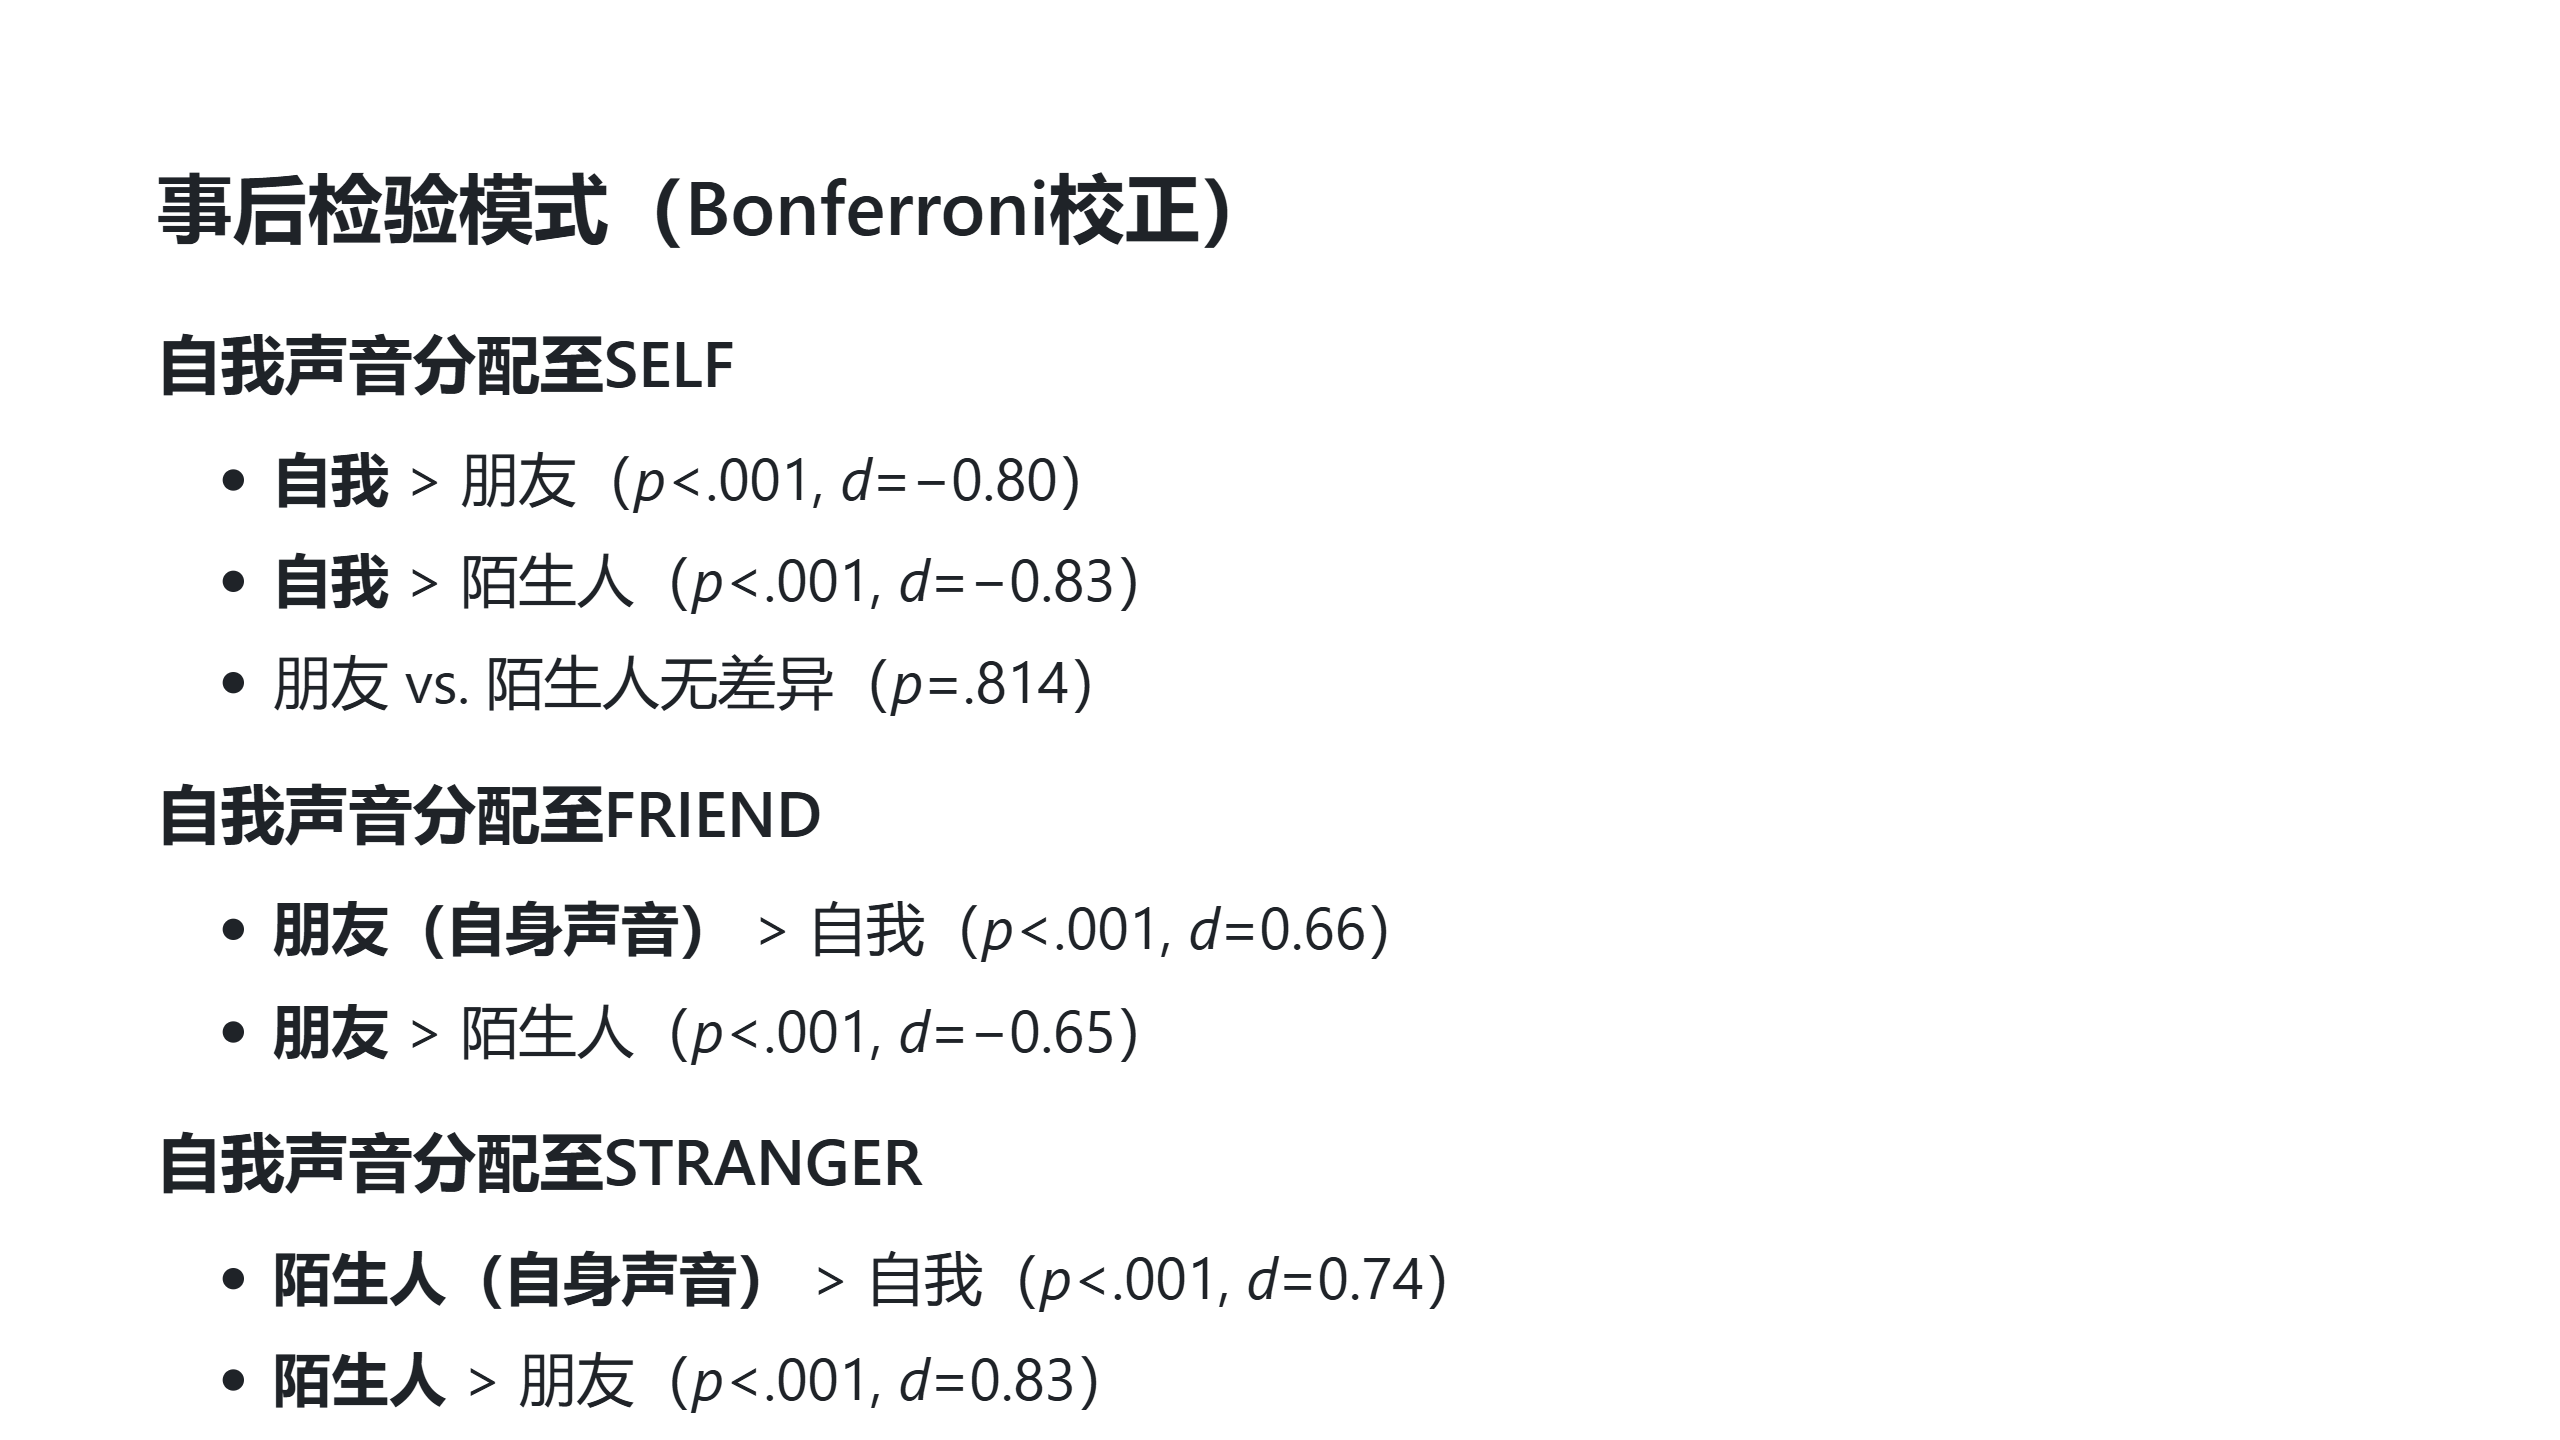 事后检验模式（Bonferroni校正）
自我声音分配至SELF
• 自我 > 朋友（p<.001, d=−0.80）
• 自我 > 陌生人（p<.001, d=−0.83）
• 朋友 vs. 陌生人无差异（p=.814）
自我声音分配至FRIEND
• 朋友（自身声音） > 自我（p<.001, d=0.66）
• 朋友 > 陌生人（p<.001, d=−0.65）
自我声音分配至STRANGER
• 陌生人（自身声音） > 自我（p<.001, d=0.74）
• 陌生人 > 朋友（p<.001, d=0.83）